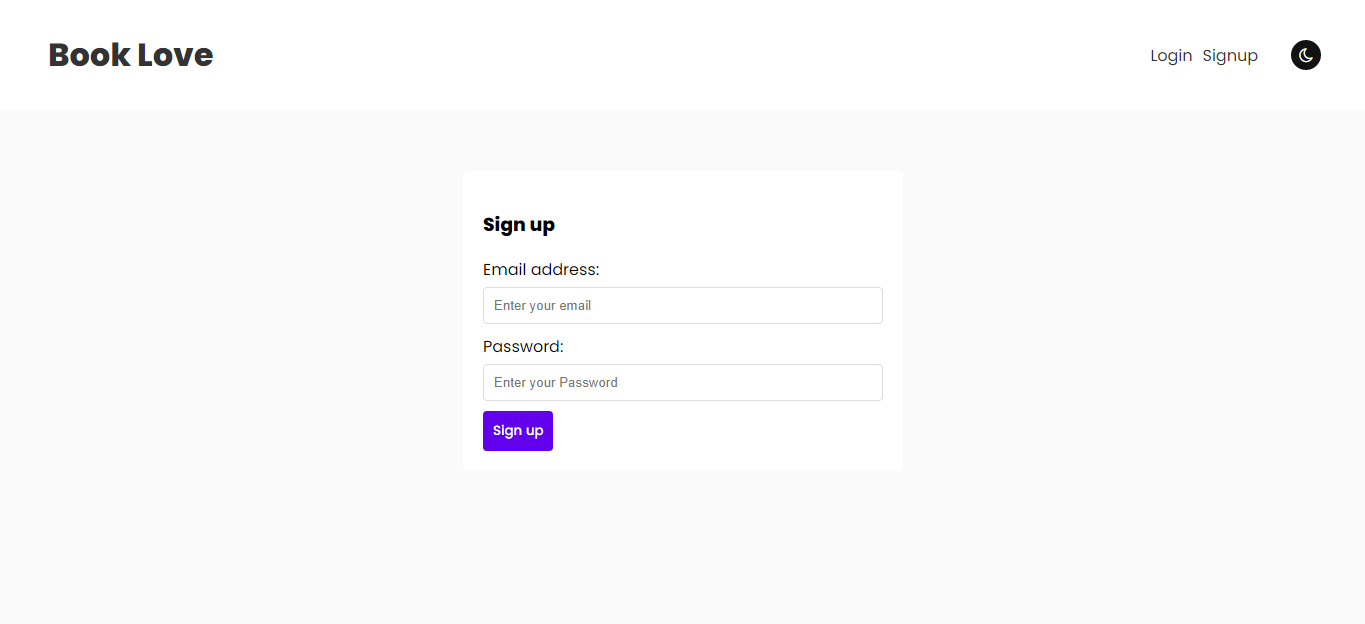 Book Love
Login Signup
Sign up
Email address:
Enter your email
Password:
Enter your Password
Sign up